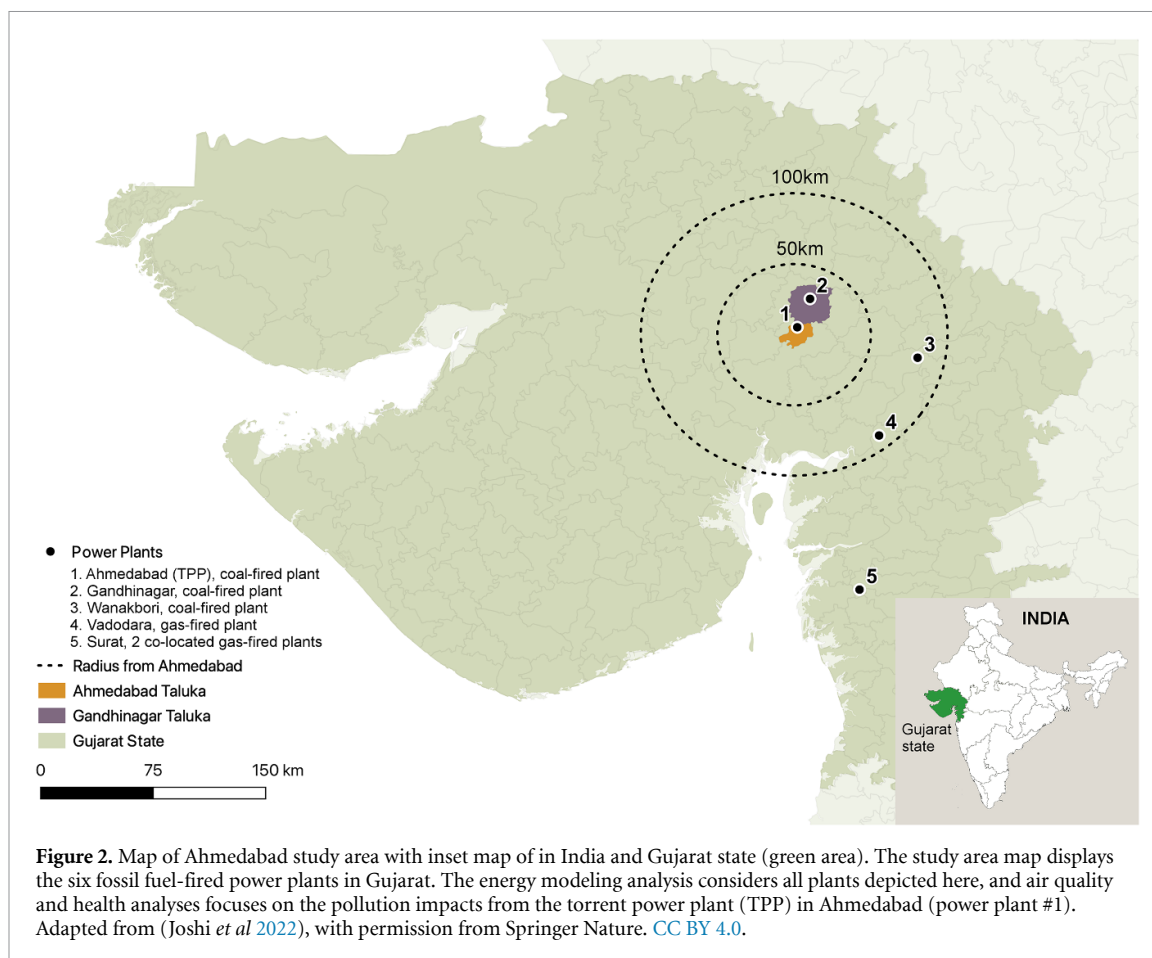 100km
50km
2
1
3
4
5
Power Plants
1. Ahmedabad (TPP), coal-fired plant
2. Gandhinagar, coal-fired plant
3. Wanakbori, coal-fired plant
4. Vadodara, gas-fired plant
5. Surat, 2 co-located gas-fired plants
Radius from Ahmedabad
Ahmedabad Taluka
Gandhinagar Taluka
Gujarat State
0 75 150 km
INDIA
Gujarat
state
Figure 2. Map of Ahmedabad study area with inset map of in India and Gujarat state (green area). The study area map displays
the six fossil fuel-fired power plants in Gujarat. The energy modeling analysis considers all plants depicted here, and air quality
and health analyses focuses on the pollution impacts from the torrent power plant (TPP) in Ahmedabad (power plant #1).
Adapted from (Joshi et al 2022), with permission from Springer Nature. CC BY 4.0.